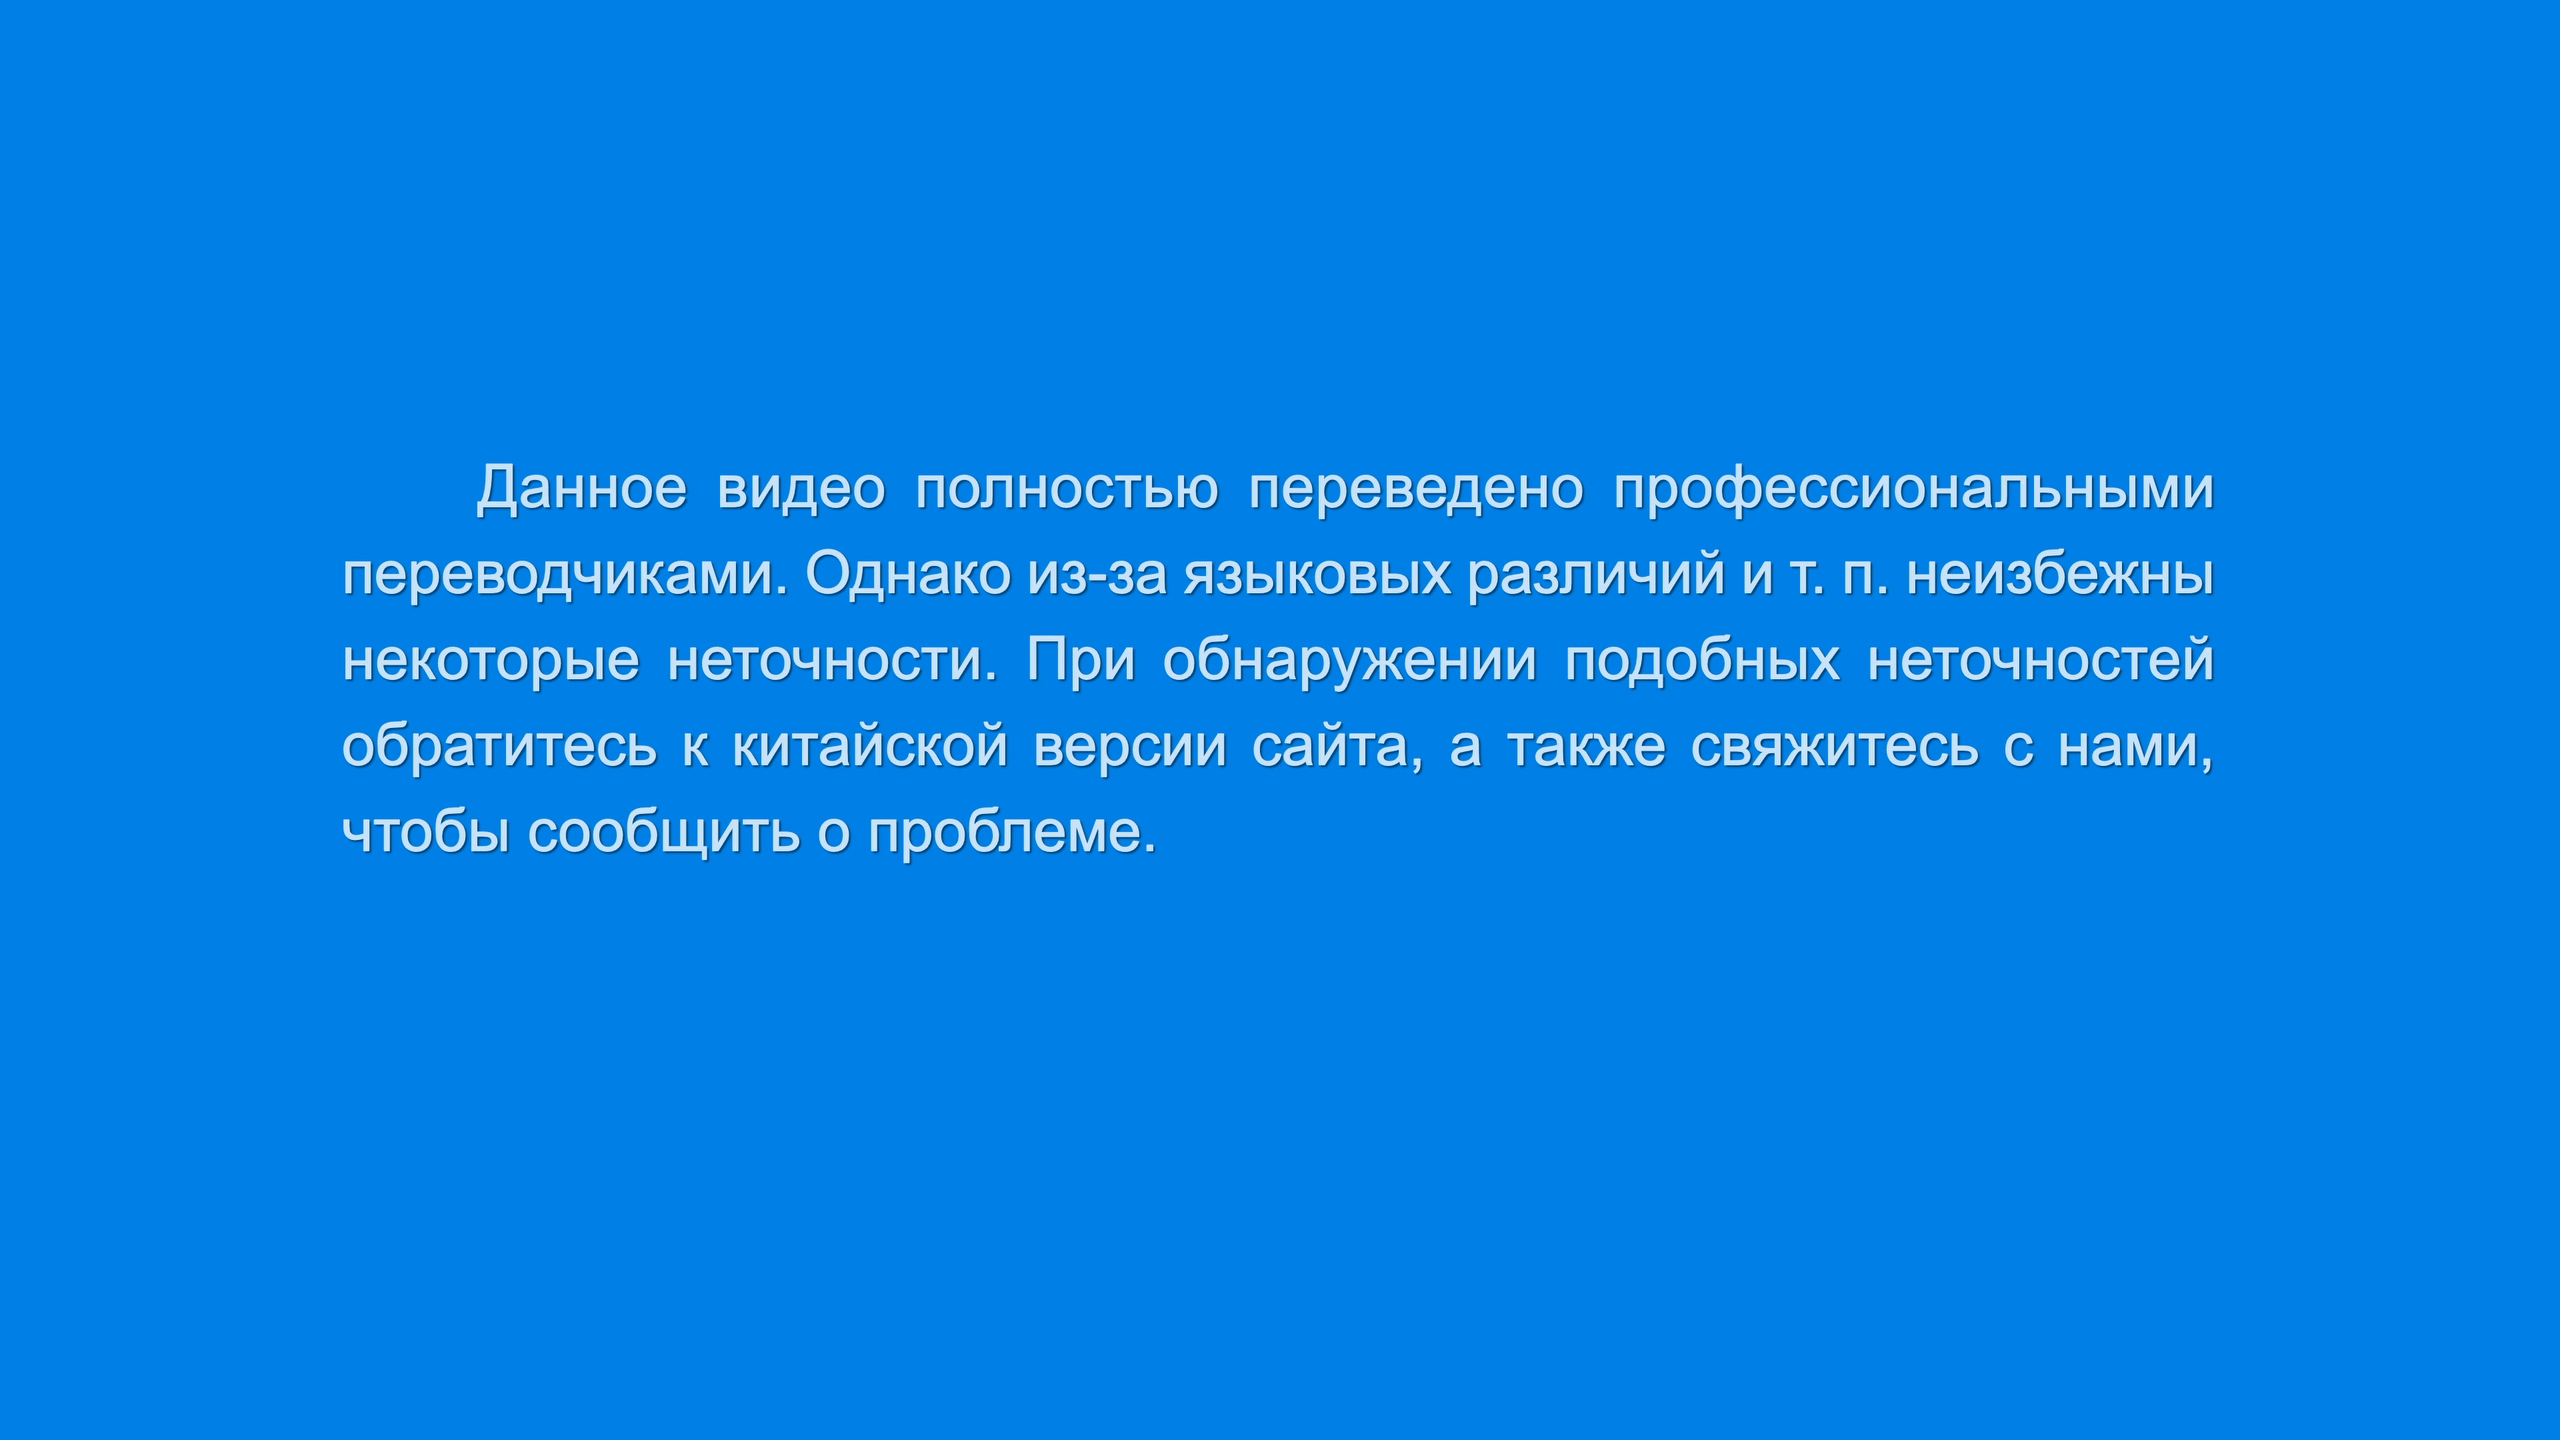 Данное видео полностью переведено профессиональными
переводчиками. Однако из-за языковых различий и т. п. неизбежны
некоторые неточности. При обнаружении подобных неточностей
обратитесь к китайской версии сайта, а также свяжитесь с нами,
чтобы сообщить о проблеме.